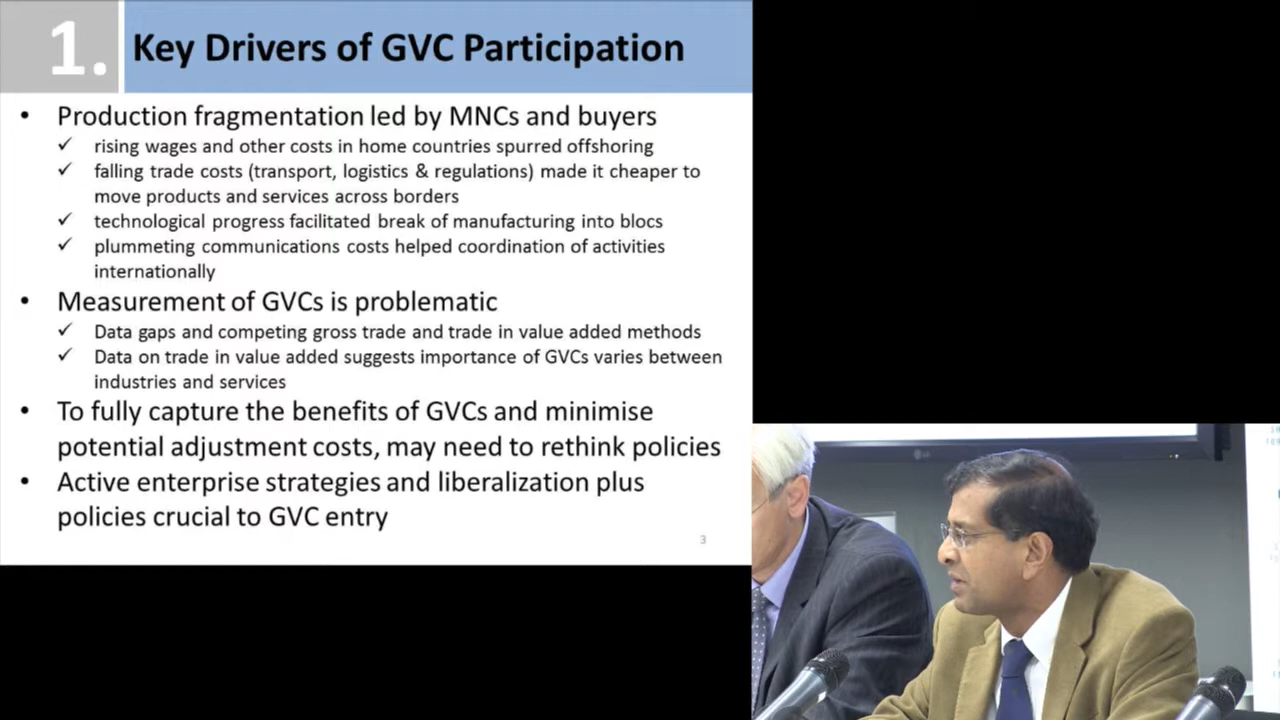 1. Key Drivers of GVC Participation
• Production fragmentation led by MNCs and buyers
✓ rising wages and other costs in home countries spurred offshoring
✓ falling trade costs (transport, logistics & regulations) made it cheaper to
move products and services across borders
✓ technological progress facilitated break of manufacturing into blocs
✓ plummeting communications costs helped coordination of activities
internationally
• Measurement of GVCs is problematic
✓ Data gaps and competing gross trade and trade in value added methods
✓ Data on trade in value added suggests importance of GVCs varies between
industries and services
• To fully capture the benefits of GVCs and minimise
potential adjustment costs, may need to rethink policies
• Active enterprise strategies and liberalization plus
policies crucial to GVC entry
3
LG